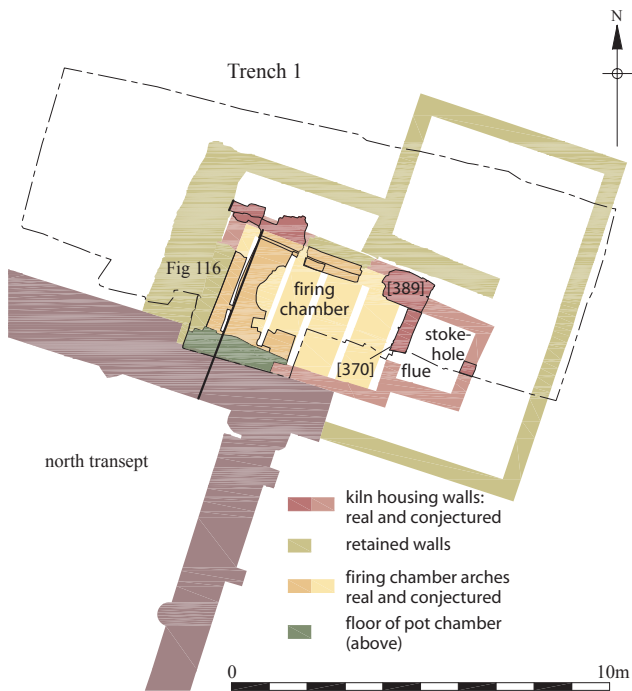 N
Trench 1
Fig 116
firing
chamber
[389]
stoke-
hole
[370]
flue
north transept
kiln housing walls:
real and conjectured
retained walls
firing chamber arches
real and conjectured
floor of pot chamber
(above)
0
10m